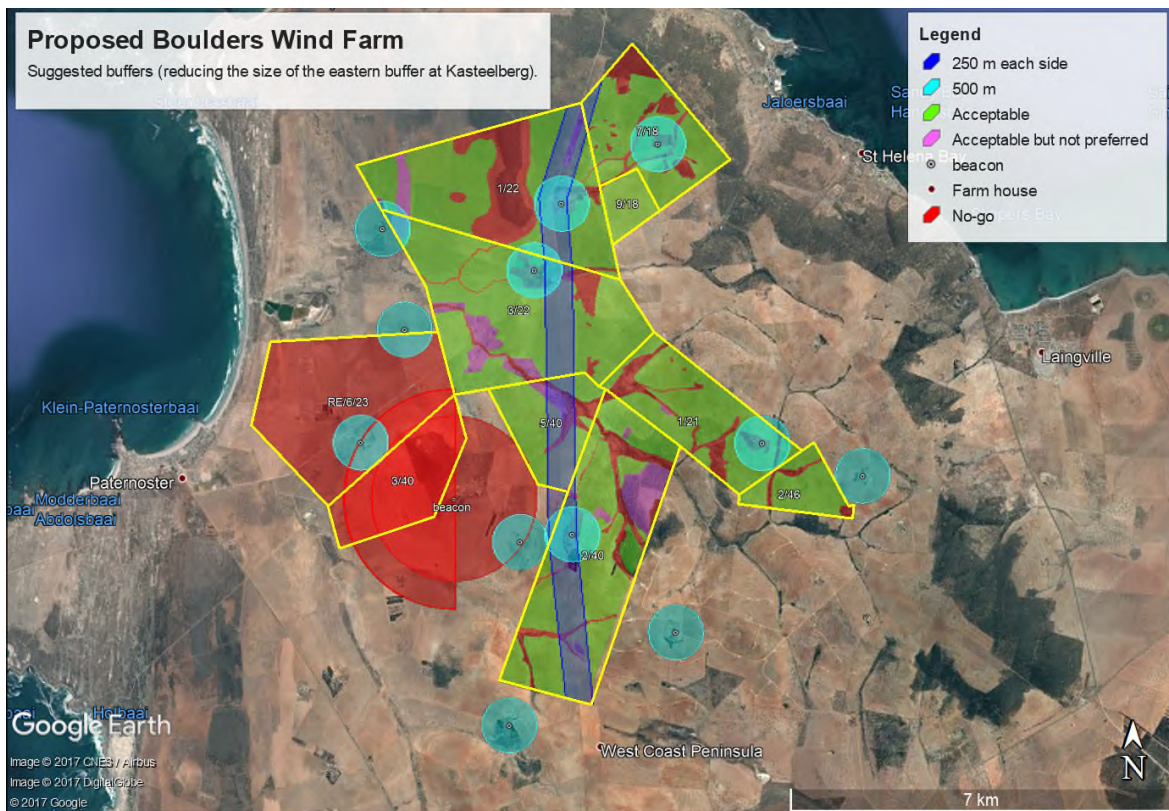 Proposed Boulders Wind Farm
Suggested buffers (reducing the size of the eastern buffer at Kasteelberg).
Legend
250 m each side
500 m
Acceptable
Acceptable but not preferred
beacon
Farm house
No-go
Jaloersbaai
St Helena Bay
7/18
1/22
9/18
3/22
Laingville
RE/6/23
Klein-Paternosterbaai
5/40
1/21
Paternoster
3/40
2/46
Modderbaai
Abdolsbaai
beacon
2/40
Holbaai
Google Earth
West Coast Peninsula
Image © 2017 CNES / Airbus
Image © 2017 DigitalGlobe
© 2017 Google
N
7 km